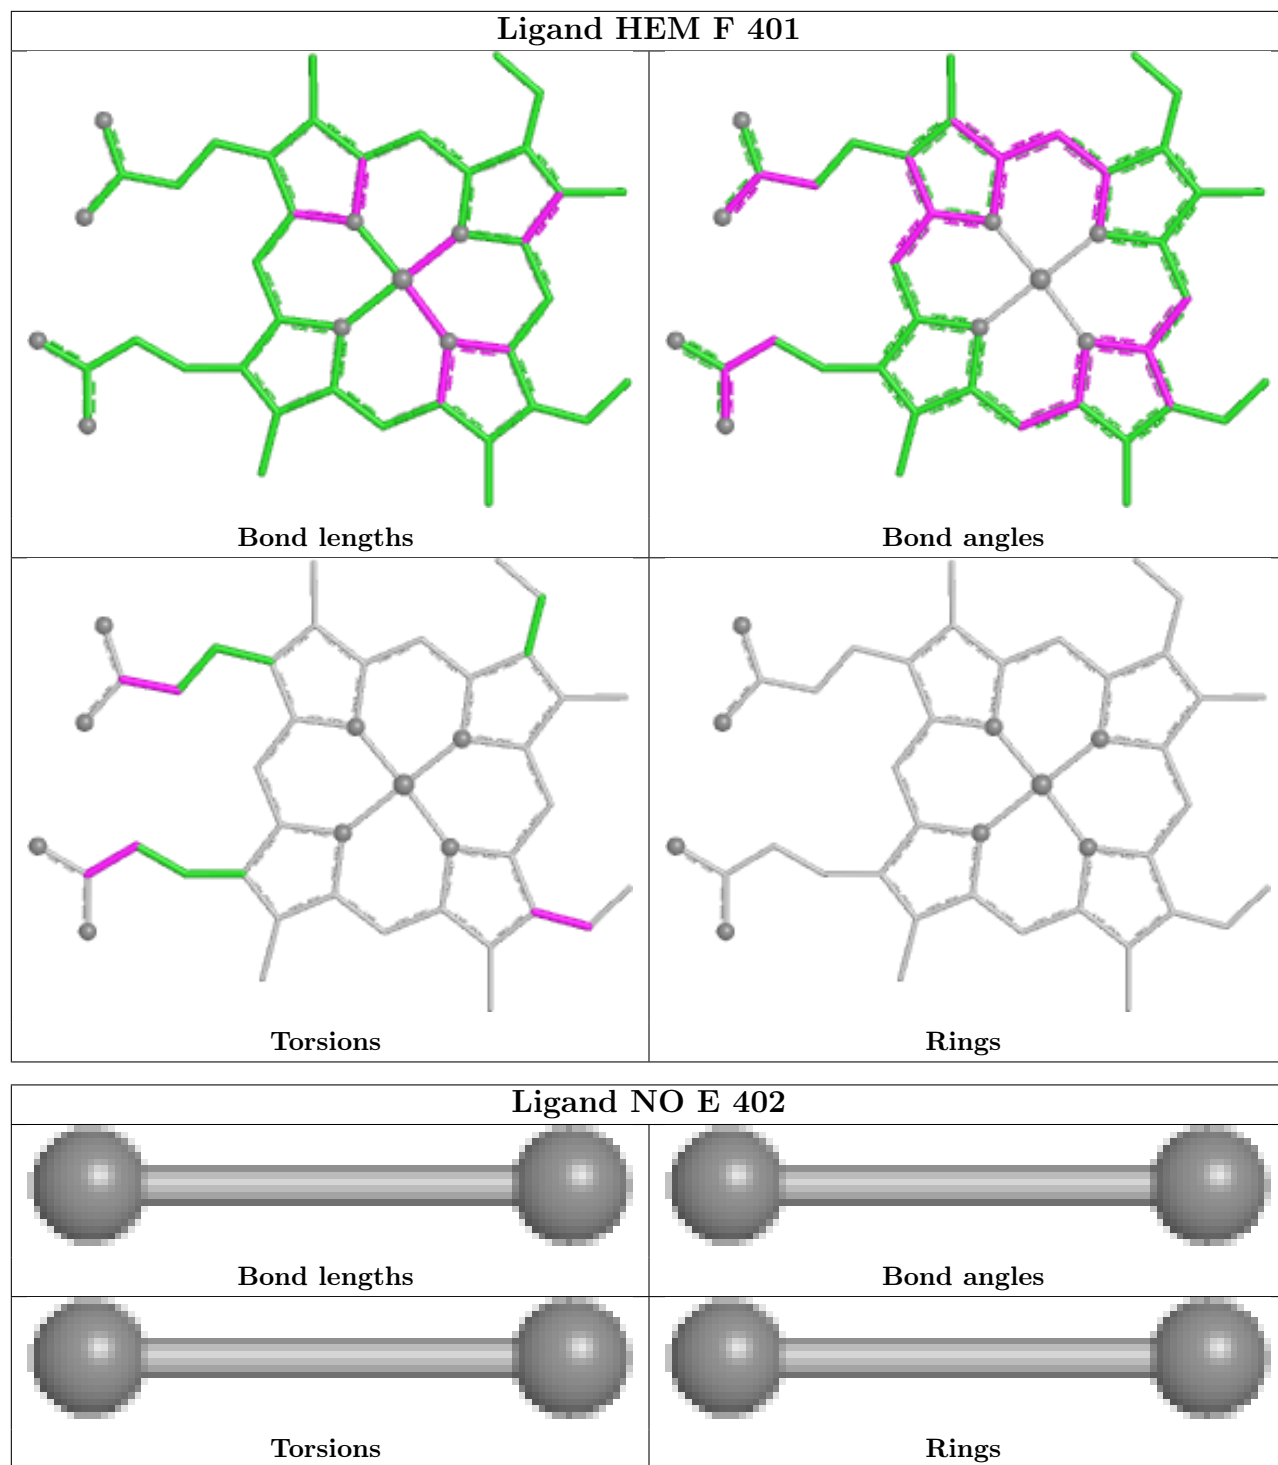 Ligand HEM F 401
Bond lengths
Bond angles
Torsions
Rings
Ligand NO E 402
Bond lengths
Bond angles
Torsions
Rings